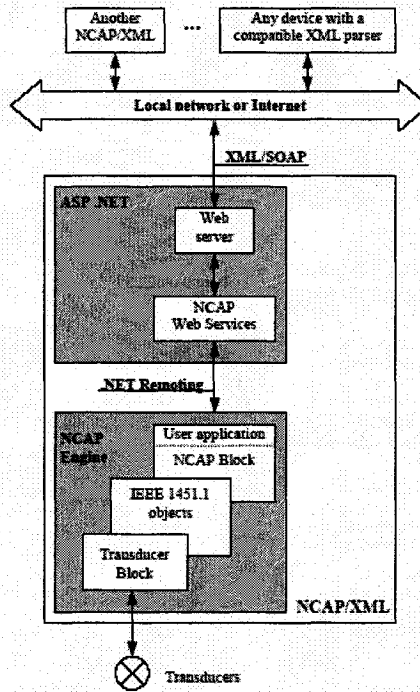 Another
NCAP/XML
...
Any device with a
compatible XML parser
Local network or Internet
XML/SOAP
ASP .NET
Web
server
NCAP
Web Services
.NET Remoting
NCAP
Engine
User application
NCAP Block
IEEE 1451.1
objects
Transducer
Block
NCAP/XML
Transducers